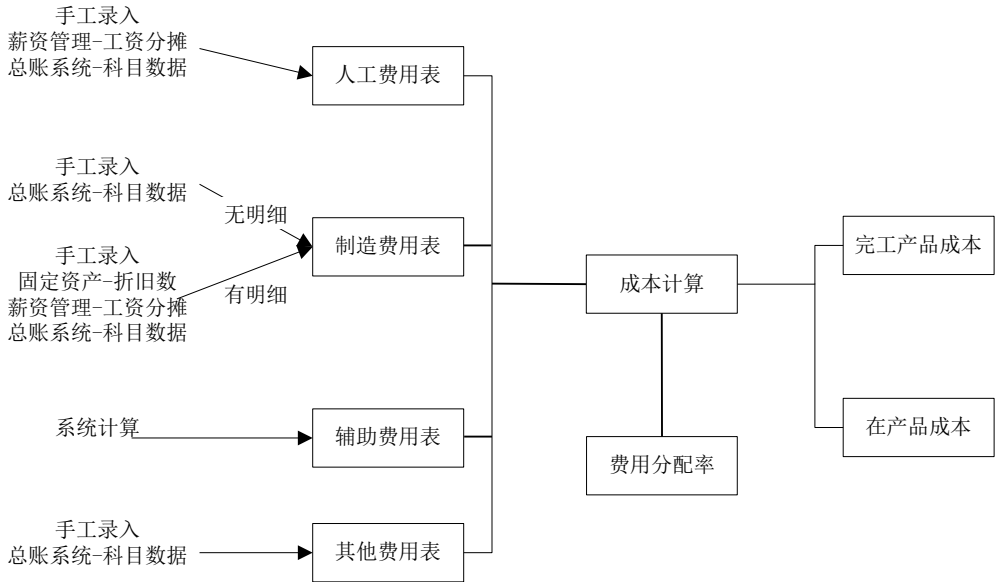 手工录入
薪资管理-工资分摊
总账系统-科目数据
人工费用表
手工录入
总账系统-科目数据
无明细
制造费用表
手工录入
固定资产-折旧数
薪资管理-工资分摊
总账系统-科目数据
有明细
完工产品成本
成本计算
系统计算
辅助费用表
费用分配率
在产品成本
手工录入
总账系统-科目数据
其他费用表